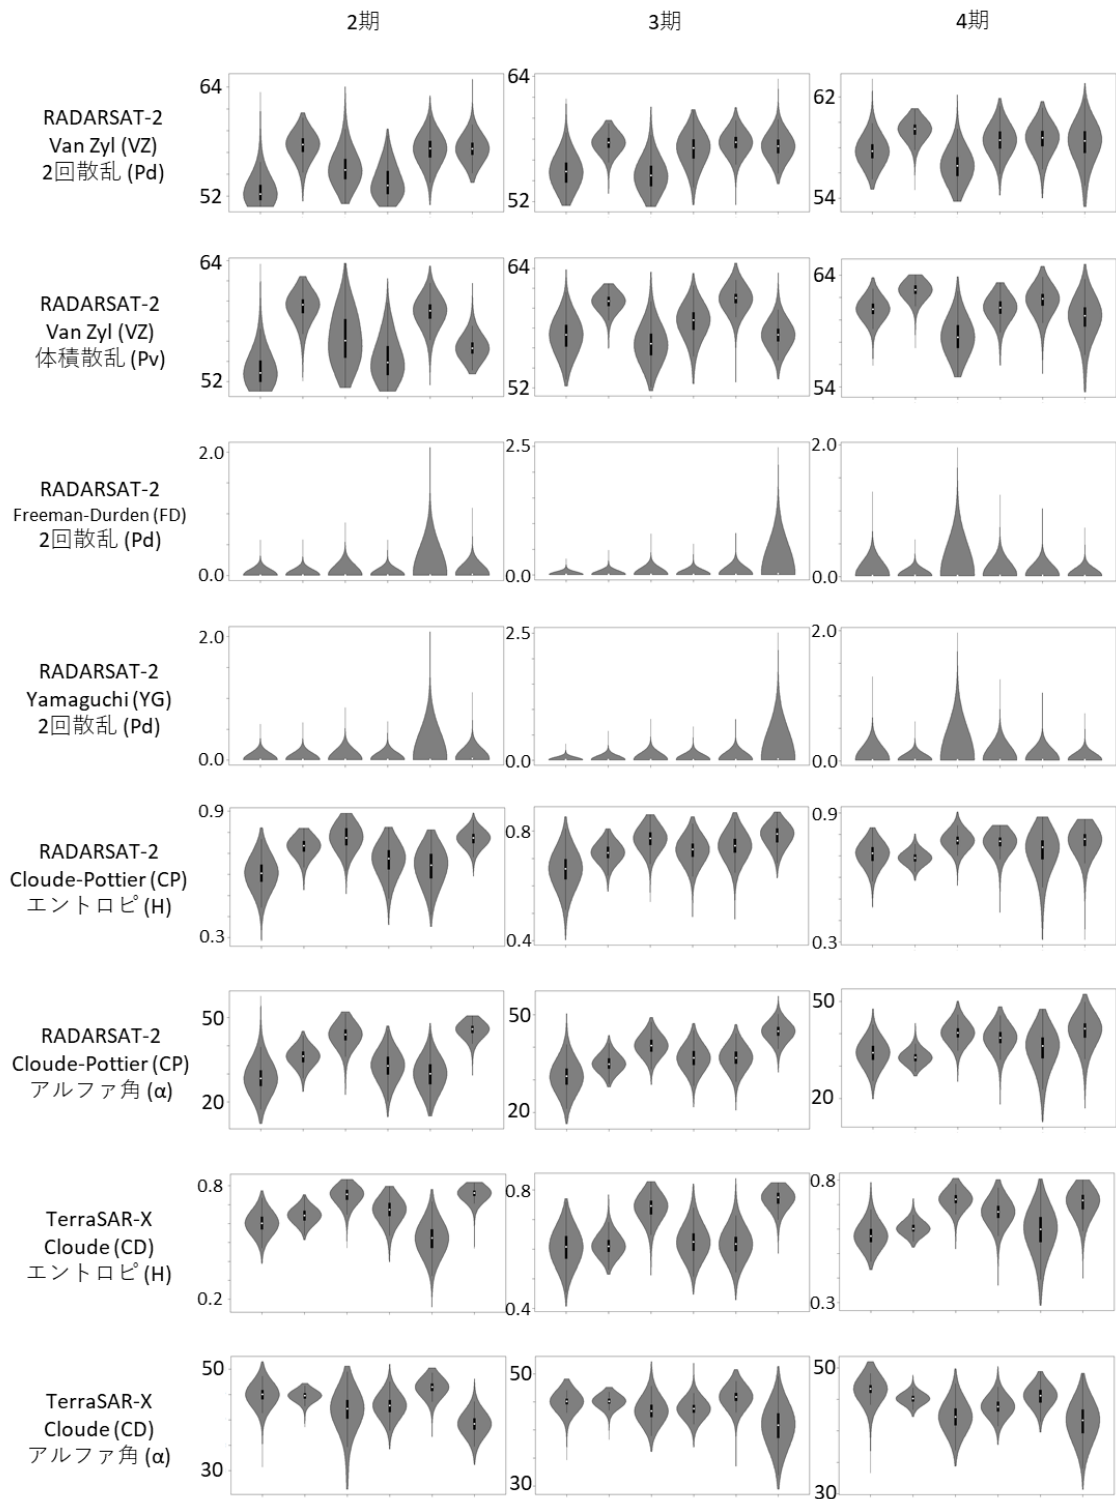 2期 3期 4期
RADARSAT-2
Van Zyl (VZ)
2回散乱 (Pd)
64
52
64
52
62
54
RADARSAT-2
Van Zyl (VZ)
体積散乱 (Pv)
64
52
64
52
64
54
RADARSAT-2
Freeman-Durden (FD)
2回散乱 (Pd)
2.0
0.0
2.5
0.0
2.0
0.0
RADARSAT-2
Yamaguchi (YG)
2回散乱 (Pd)
2.0
0.0
2.5
0.0
2.0
0.0
RADARSAT-2
Cloude-Pottier (CP)
エントロピ (H)
0.9
0.3
0.8
0.4
0.9
0.3
RADARSAT-2
Cloude-Pottier (CP)
アルファ角 (α)
50
20
50
20
50
20
TerraSAR-X
Cloude (CD)
エントロピ (H)
0.8
0.2
0.8
0.4
0.8
0.3
TerraSAR-X
Cloude (CD)
アルファ角 (α)
50
30
50
30
50
30